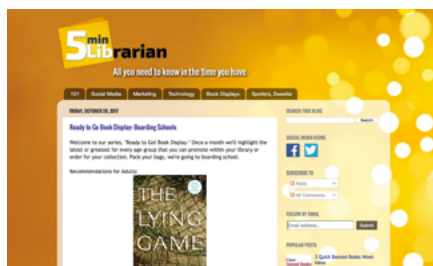 5 min
Librarian
All you need to know in the time you have
101 Social Media Marketing Technology Book Displays Spoilers, Sweetie
FRIDAY, OCTOBER 20, 2017
Ready to Go Book Display: Boarding Schools
Welcome to our series, "Ready to Go! Book Display." Once a month we'll highlight the
latest or greatest for every age group that you can promote within your library or
order for your collection. Pack your bags, we're going to boarding school.
Recommendations for Adults:
THE
LYING
GAME
SEARCH THIS BLOG
Search
SOCIAL MEDIA ICONS
SUBSCRIBE TO
Posts
All Comments
FOLLOW BY EMAIL
Email address... Submit
POPULAR POSTS
3 Quick Banned Books Week
Ideas